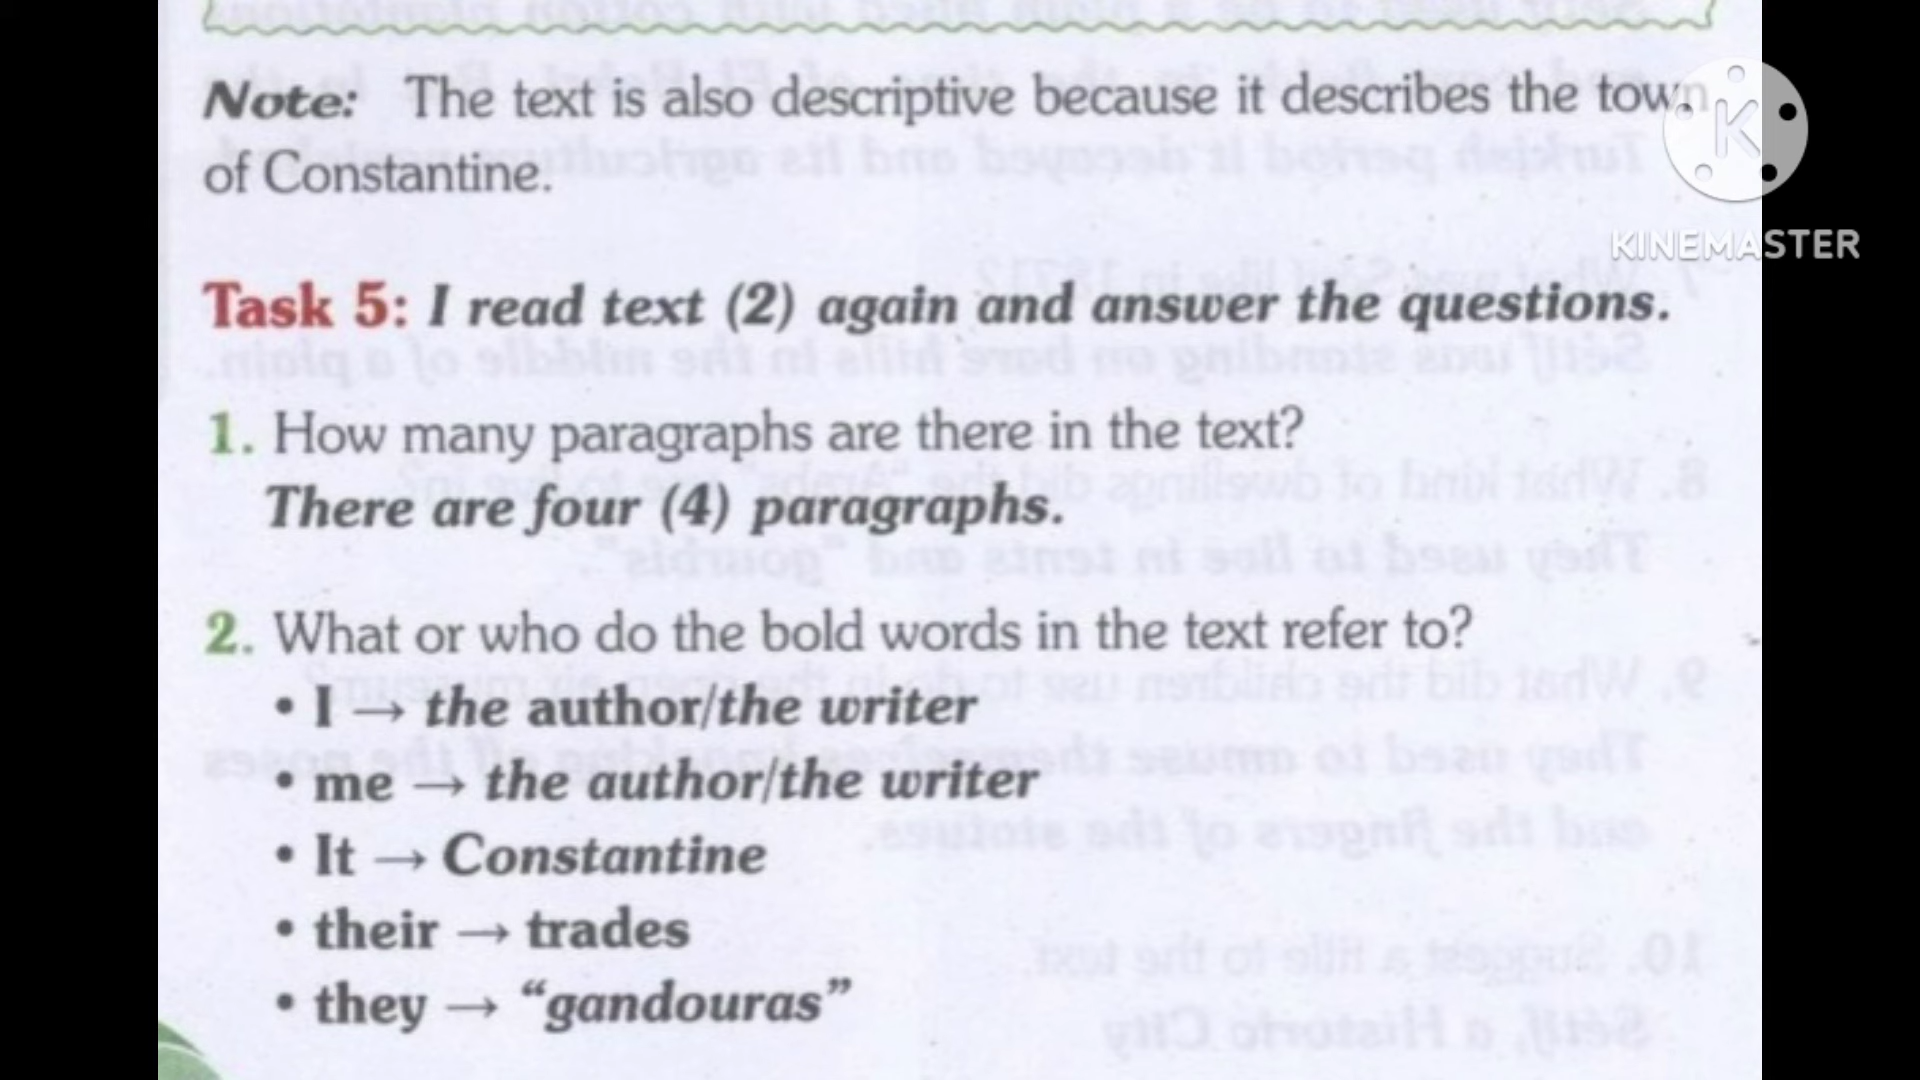 Note: The text is also descriptive because it describes the town
of Constantine.
K
KINEMASTER
Task 5: I read text (2) again and answer the questions.
1. How many paragraphs are there in the text?
There are four (4) paragraphs.
2. What or who do the bold words in the text refer to?
• I → the author/the writer
• me → the author/the writer
• It → Constantine
• their → trades
• they → “gandouras”